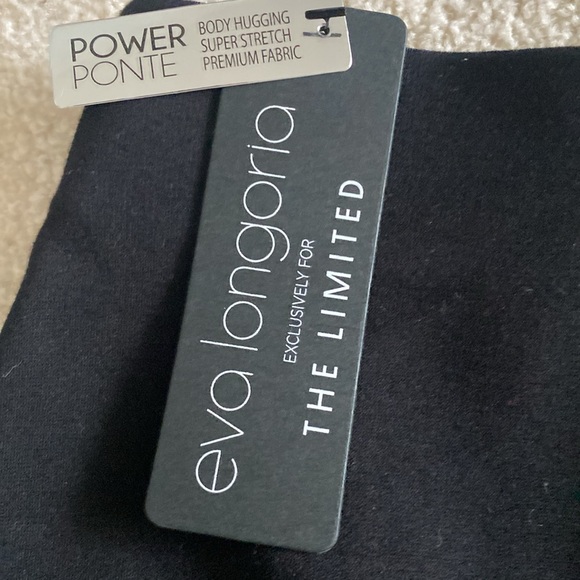 POWER
PONTE
BODY HUGGING
SUPER STRETCH
PREMIUM FABRIC
eva longoria
EXCLUSIVELY FOR
THE LIMITED